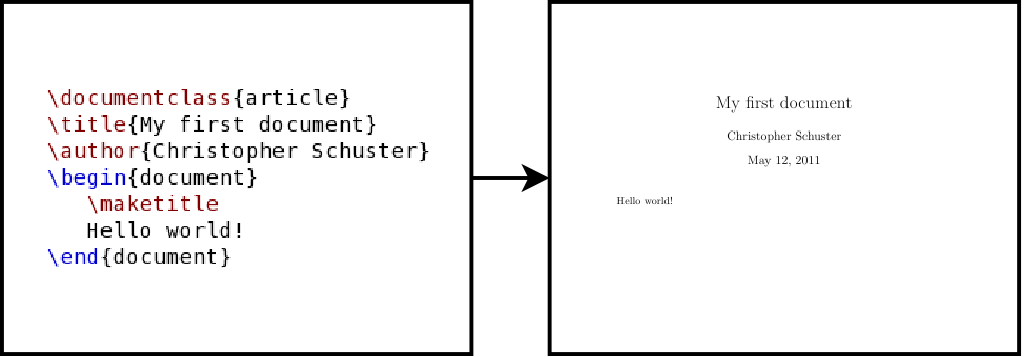 \documentclass{article}
\title{My first document}
\author{Christopher Schuster}
\begin{document}
\maketitle
Hello world!
\end{document}
My first document
Christopher Schuster
May 12, 2011
Hello world!